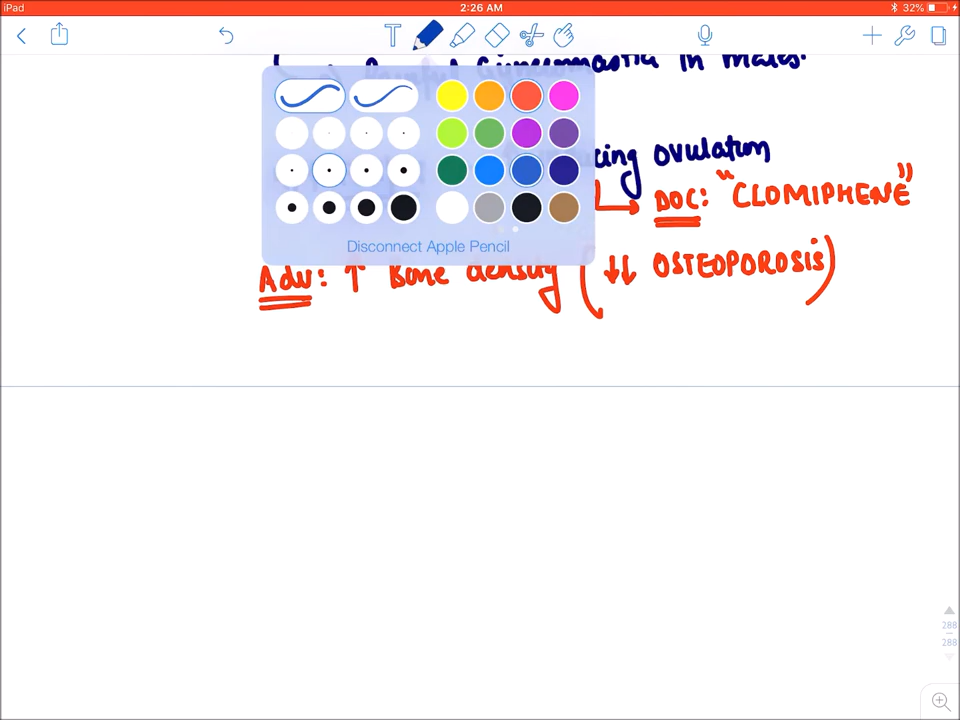 iPad 2:26 AM 32%
T
Painful Gynecomastia in males.
ovulation
DOC: "CLOMIPHENE"
Disconnect Apple Pencil
Adv: ↑ Bone density (↓↓ OSTEOPOROSIS)
288
288